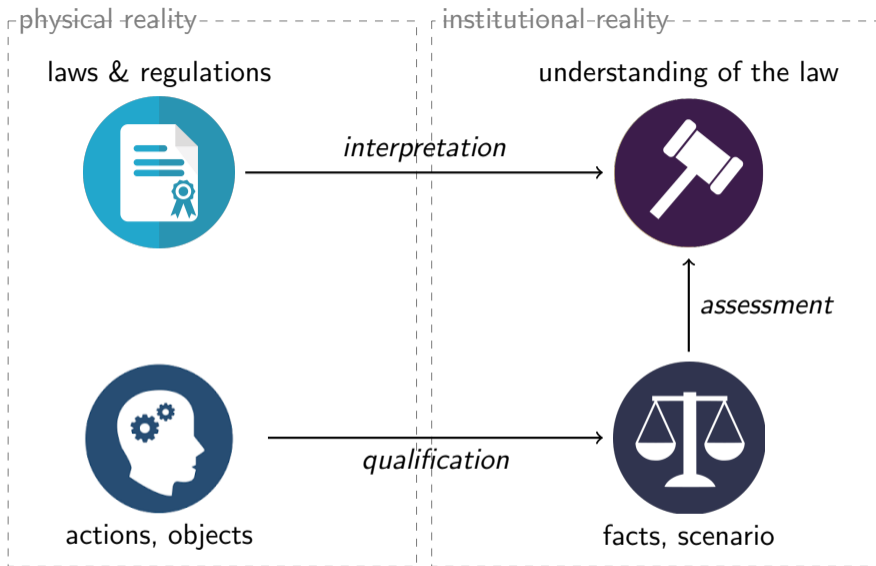 physical reality
institutional reality
laws & regulations
understanding of the law
interpretation
assessment
qualification
actions, objects
facts, scenario